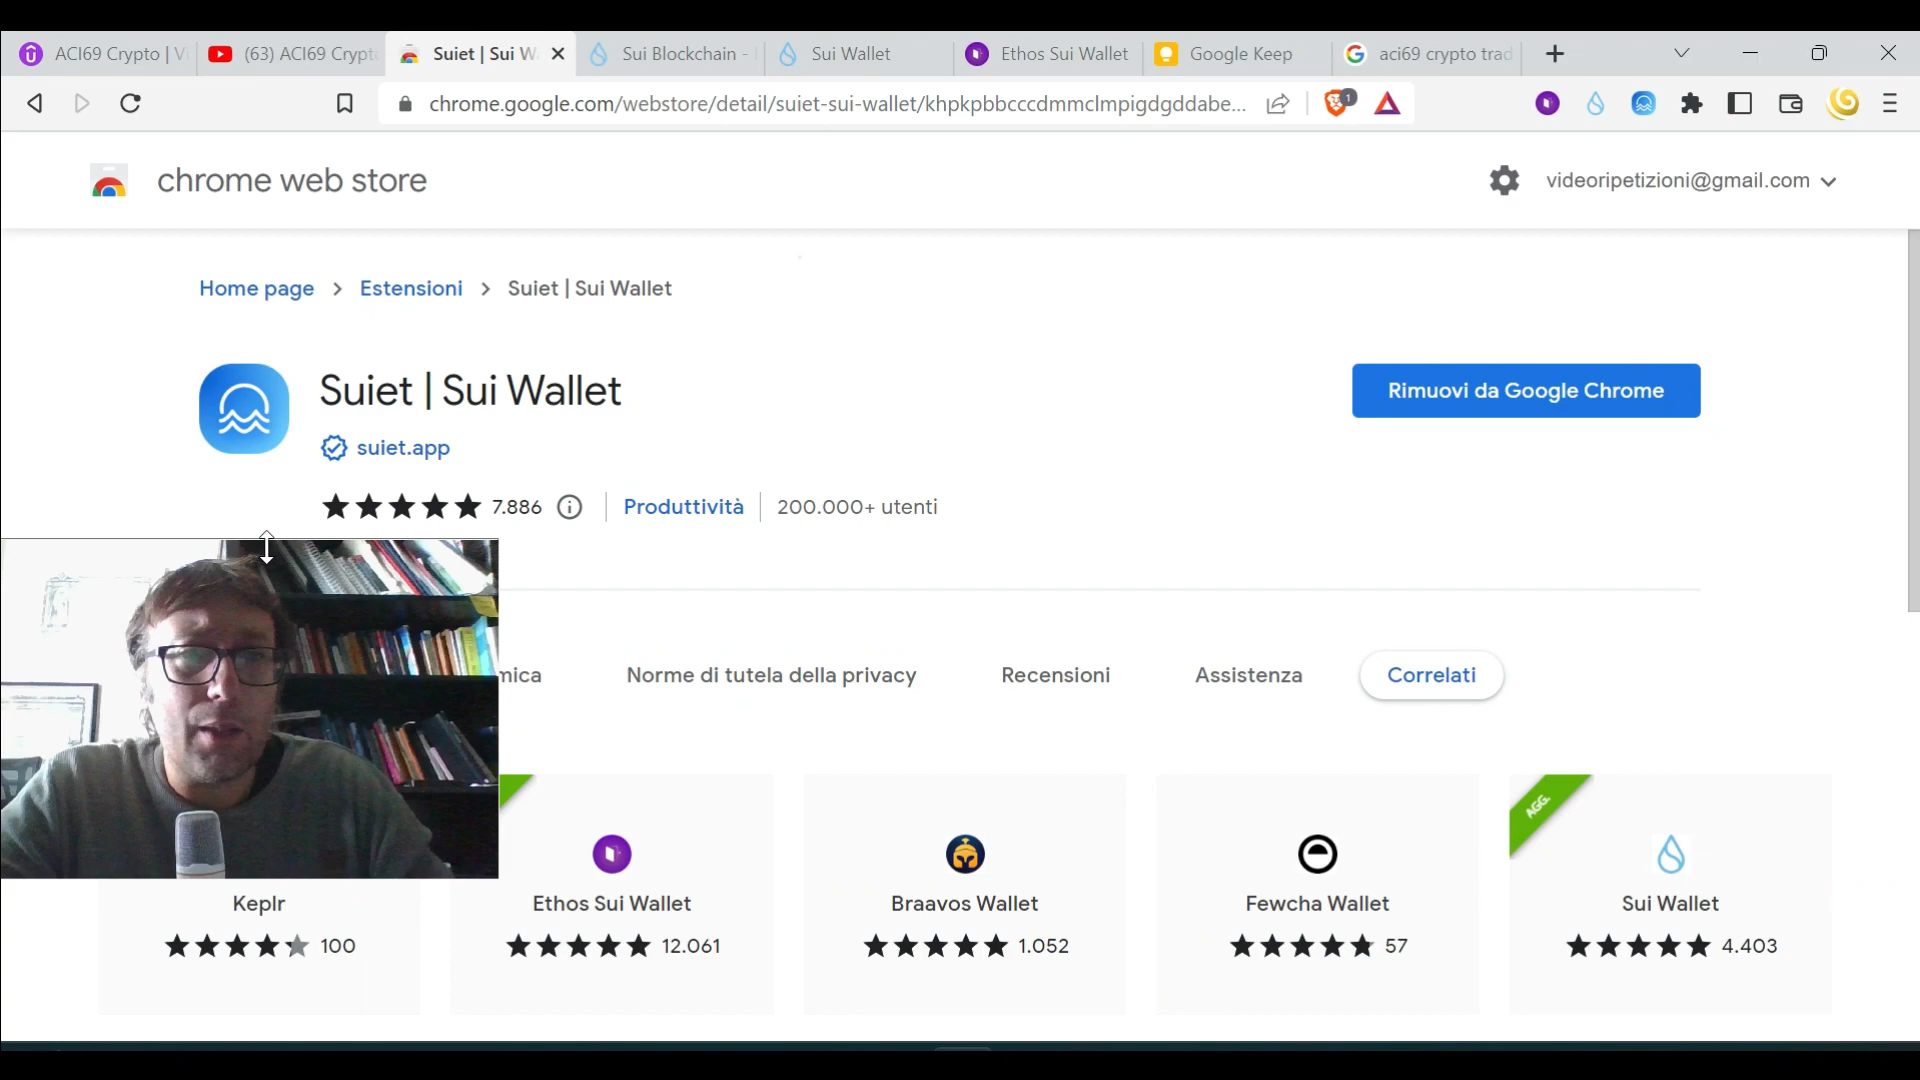 ACI69 Crypto | Vi
(63) ACI69 Crypto
Suiet | Sui W
Sui Blockchain -
Sui Wallet
Ethos Sui Wallet
Google Keep
aci69 crypto trad
chrome.google.com/webstore/detail/suiet-sui-wallet/khpkpbbcccdmmclmpigdgddabe...
1
chrome web store
videoripetizioni@gmail.com
Home page > Estensioni > Suiet | Sui Wallet
Suiet | Sui Wallet
Rimuovi da Google Chrome
suiet.app
7.886
Produttività
200.000+ utenti
mica
Norme di tutela della privacy
Recensioni
Assistenza
Correlati
AGG.
Keplr
Ethos Sui Wallet
Braavos Wallet
Fewcha Wallet
Sui Wallet
100
12.061
1.052
57
4.403